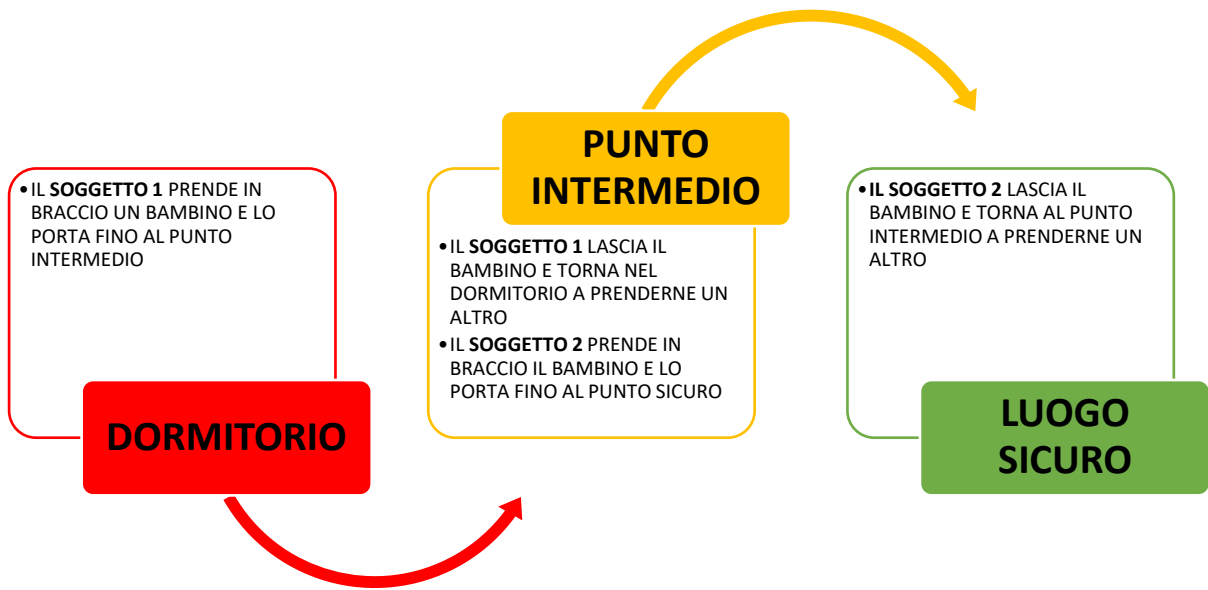 • IL SOGGETTO 1 PRENDE IN
BRACCIO UN BAMBINO E LO
PORTA FINO AL PUNTO
INTERMEDIO
DORMITORIO
PUNTO
INTERMEDIO
• IL SOGGETTO 1 LASCIA IL
BAMBINO E TORNA NEL
DORMITORIO A PRENDERNE UN
ALTRO
• IL SOGGETTO 2 PRENDE IN
BRACCIO IL BAMBINO E LO
PORTA FINO AL PUNTO SICURO
• IL SOGGETTO 2 LASCIA IL
BAMBINO E TORNA AL PUNTO
INTERMEDIO A PRENDERNE UN
ALTRO
LUOGO
SICURO